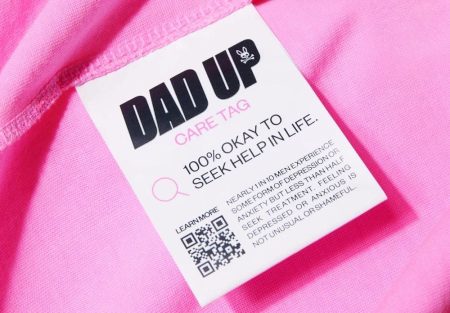 DAD UP
CARE TAG
100% OKAY TO
SEEK HELP IN LIFE.
NEARLY 1 IN 10 MEN EXPERIENCE
SOME FORM OF DEPRESSION OR
ANXIETY BUT LESS THAN HALF
SEEK TREATMENT. FEELING
DEPRESSED OR ANXIOUS IS
NOT UNUSUAL OR SHAMEFUL.
LEARN MORE